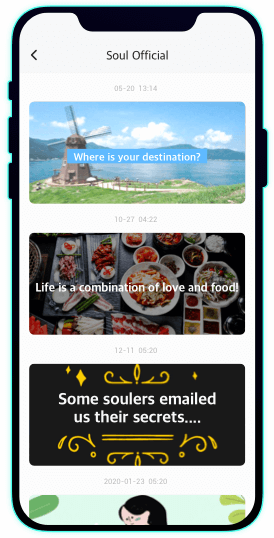 Soul Official
05-20 13:14
Where is your destination?
10-27 04:22
Life is a combination of love and food!
12-11 05:20
Some soulers emailed
us their secrets....
2020-01-23 05:20